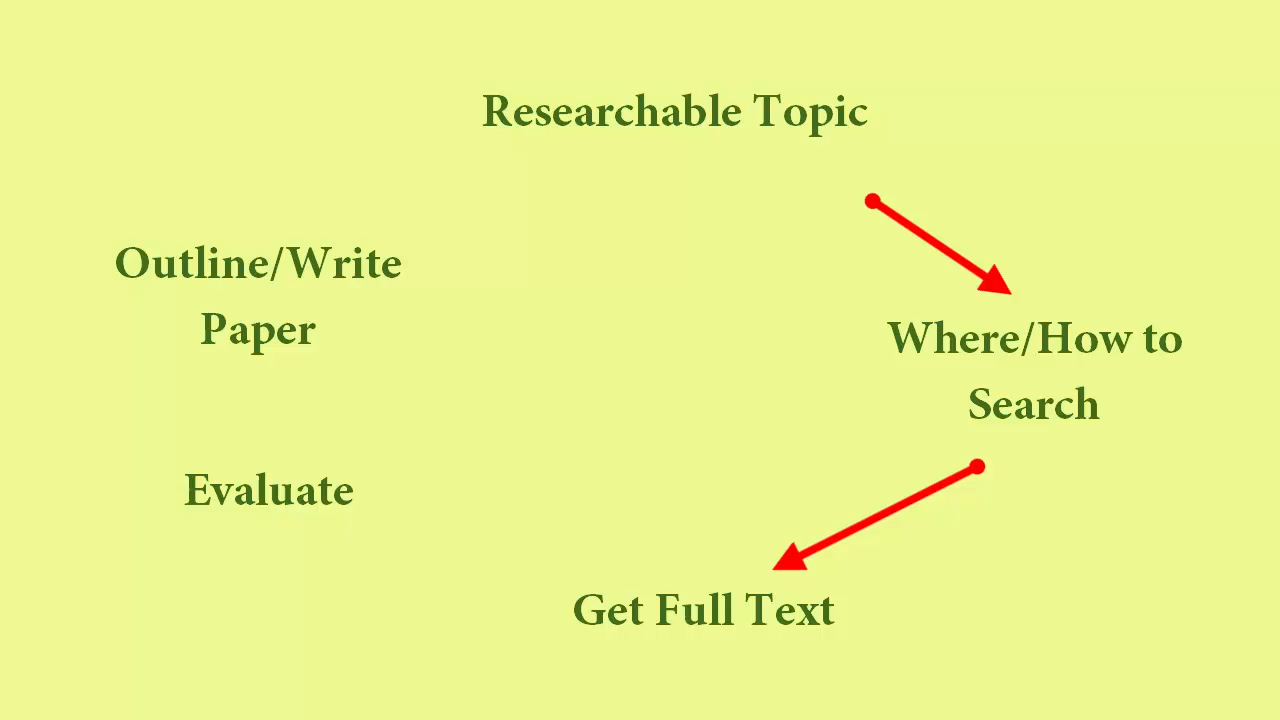 Researchable Topic
Outline/Write
Paper
Where/How to
Search
Evaluate
Get Full Text